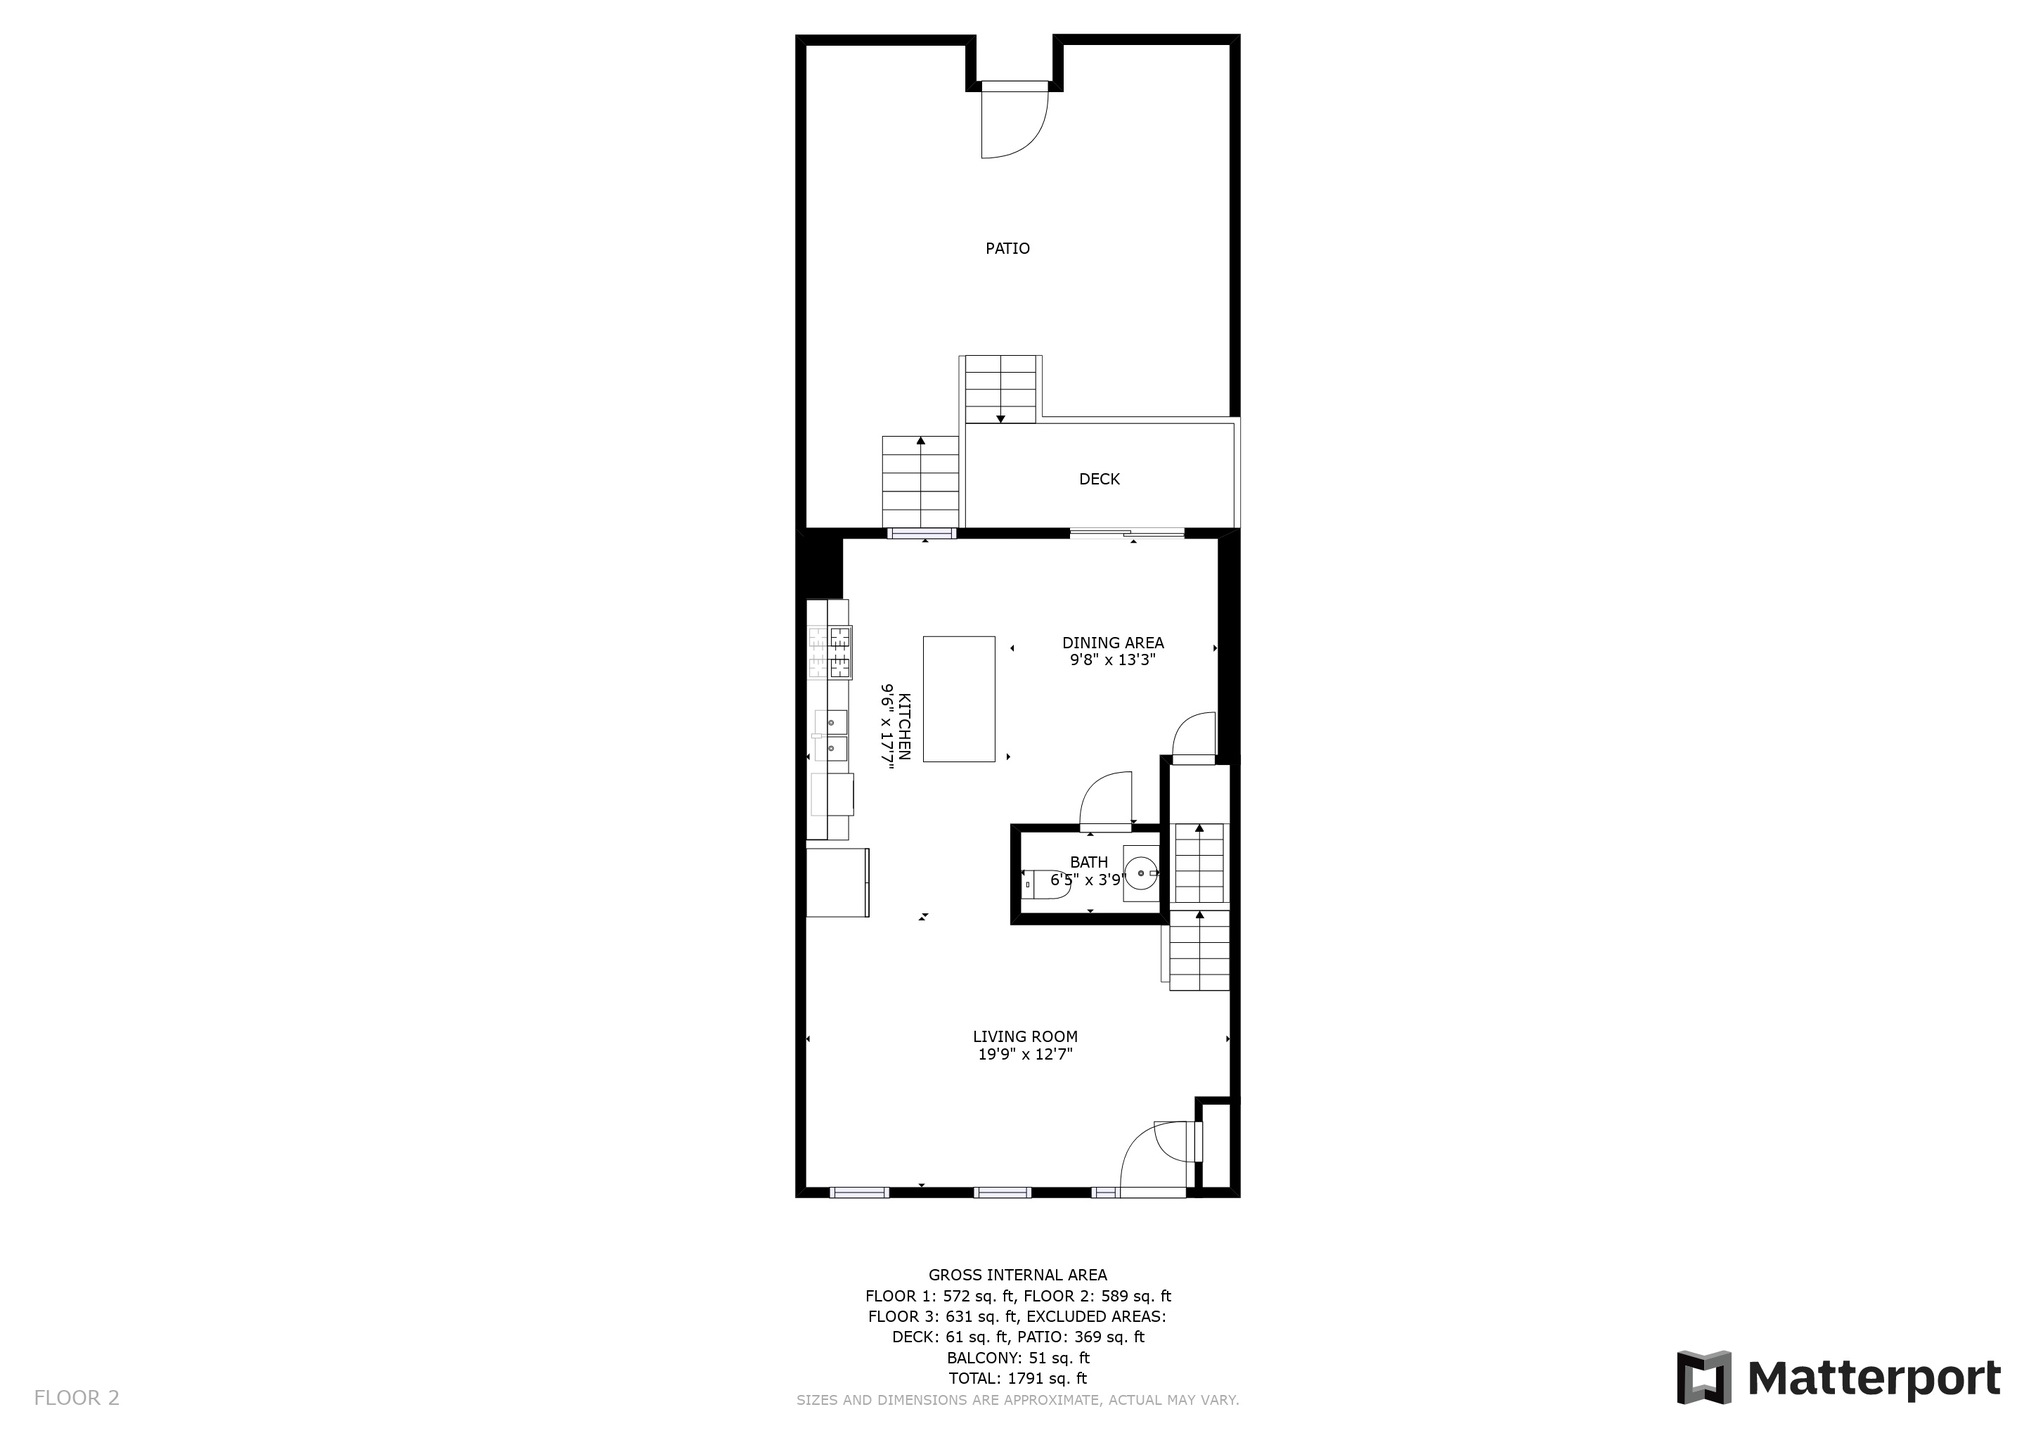 PATIO
DECK
DINING AREA
9'8" x 13'3"
KITCHEN
9'6" x 17'7"
BATH
6'5" x 3'9"
LIVING ROOM
19'9" x 12'7"
GROSS INTERNAL AREA
FLOOR 1: 572 sq. ft, FLOOR 2: 589 sq. ft
FLOOR 3: 631 sq. ft, EXCLUDED AREAS:
DECK: 61 sq. ft, PATIO: 369 sq. ft
BALCONY: 51 sq. ft
TOTAL: 1791 sq. ft
SIZES AND DIMENSIONS ARE APPROXIMATE, ACTUAL MAY VARY.
FLOOR 2
Matterport